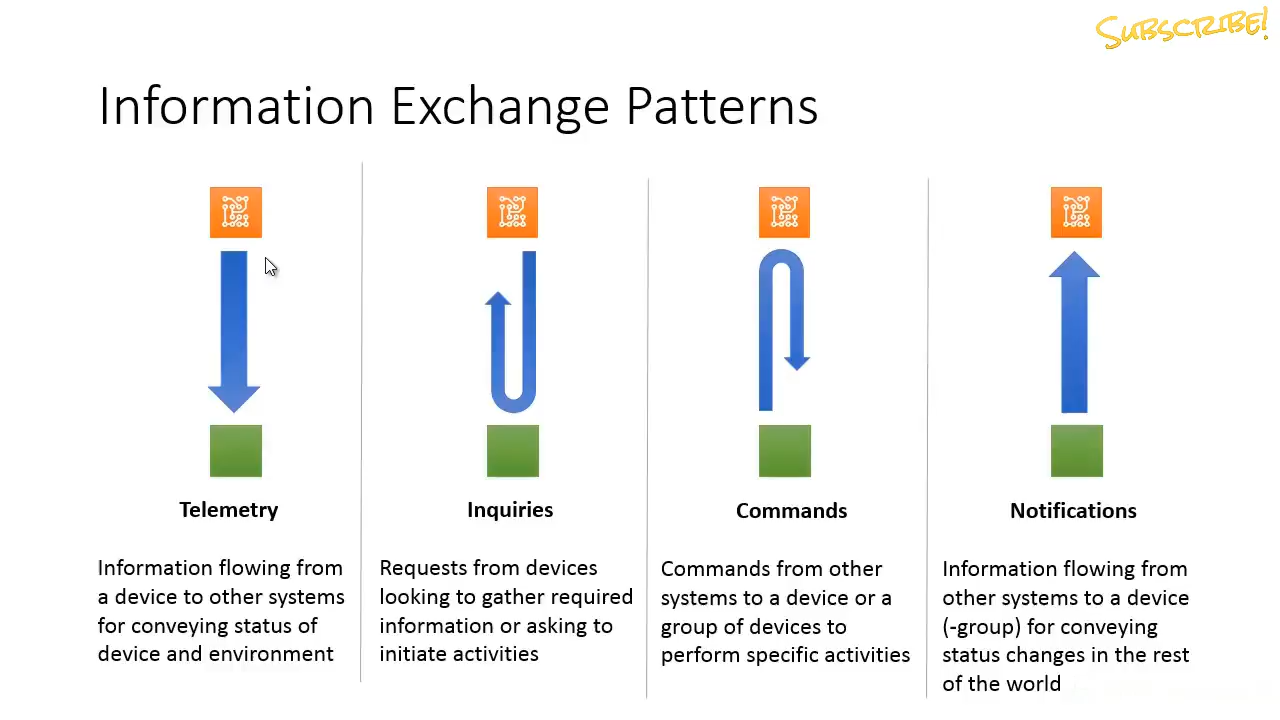 SUBSCRIBE!
Information Exchange Patterns
Telemetry
Information flowing from
a device to other systems
for conveying status of
device and environment
Inquiries
Requests from devices
looking to gather required
information or asking to
initiate activities
Commands
Commands from other
systems to a device or a
group of devices to
perform specific activities
Notifications
Information flowing from
other systems to a device
(-group) for conveying
status changes in the rest
of the world